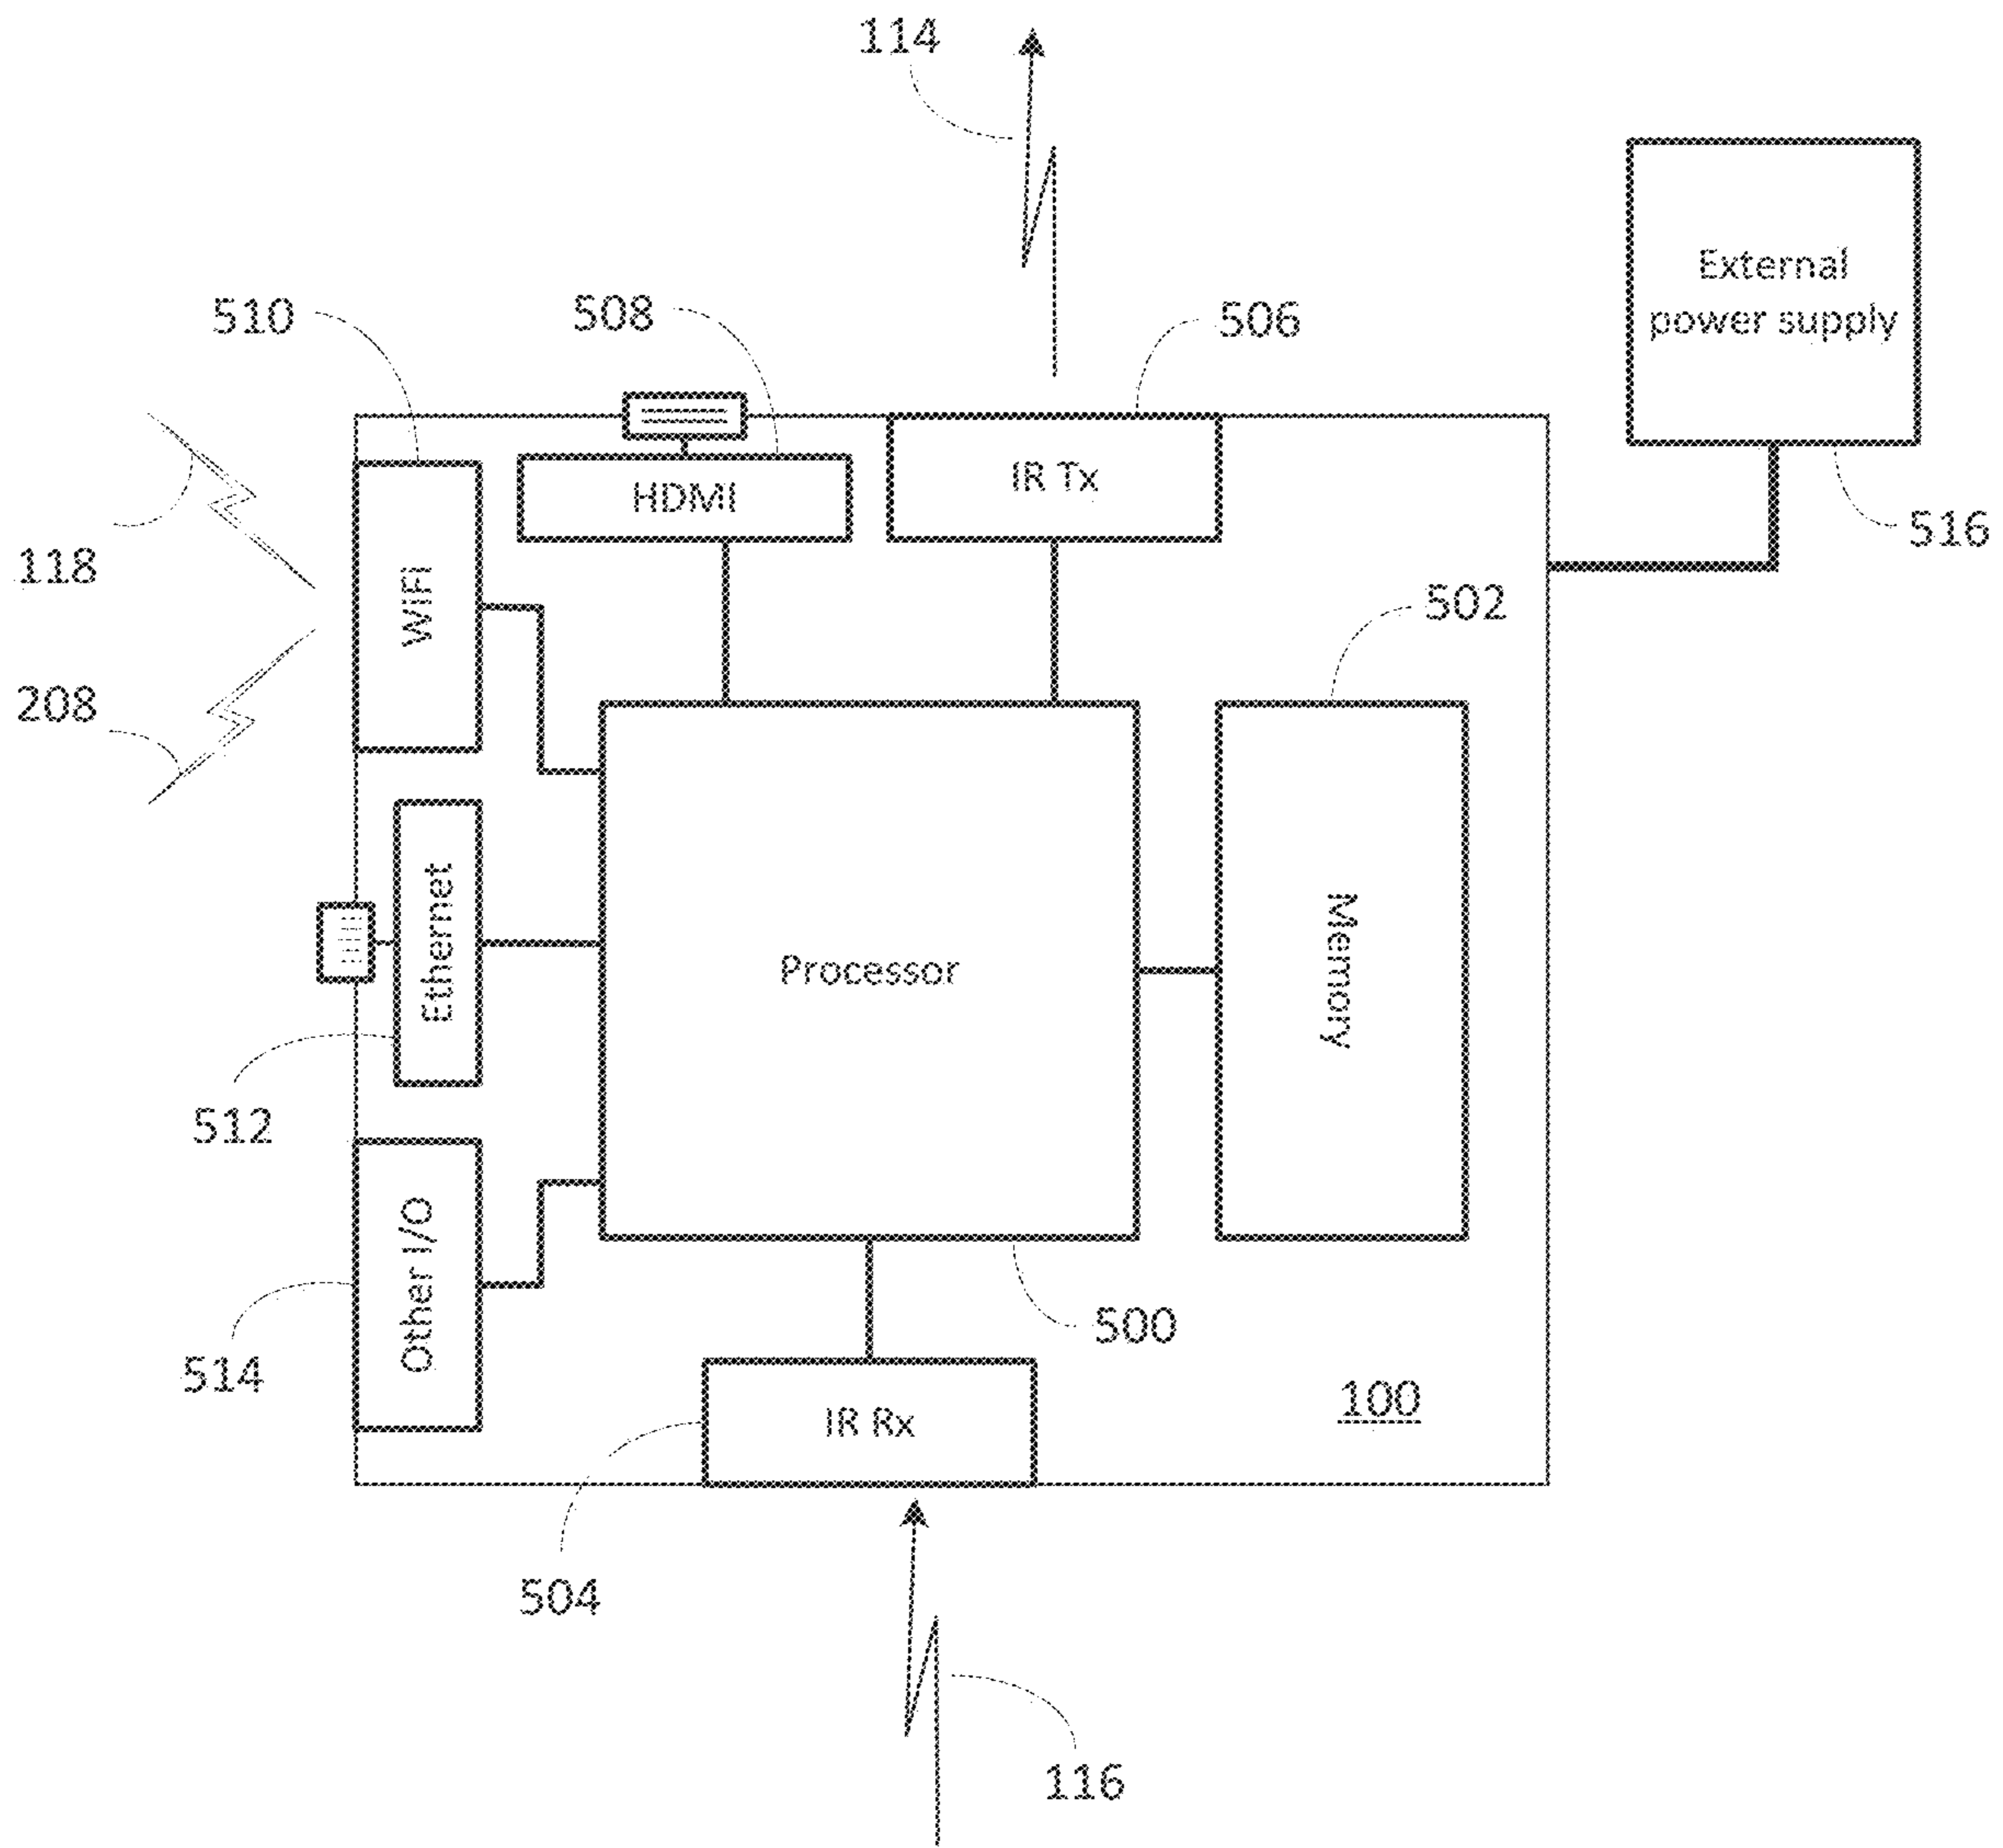 114
External
power supply
510
508
506
HDMI
IR Tx
516
118
WiFi
502
208
Ethernet
Processor
Memory
512
Other I/O
514
500
100
IR Rx
504
116